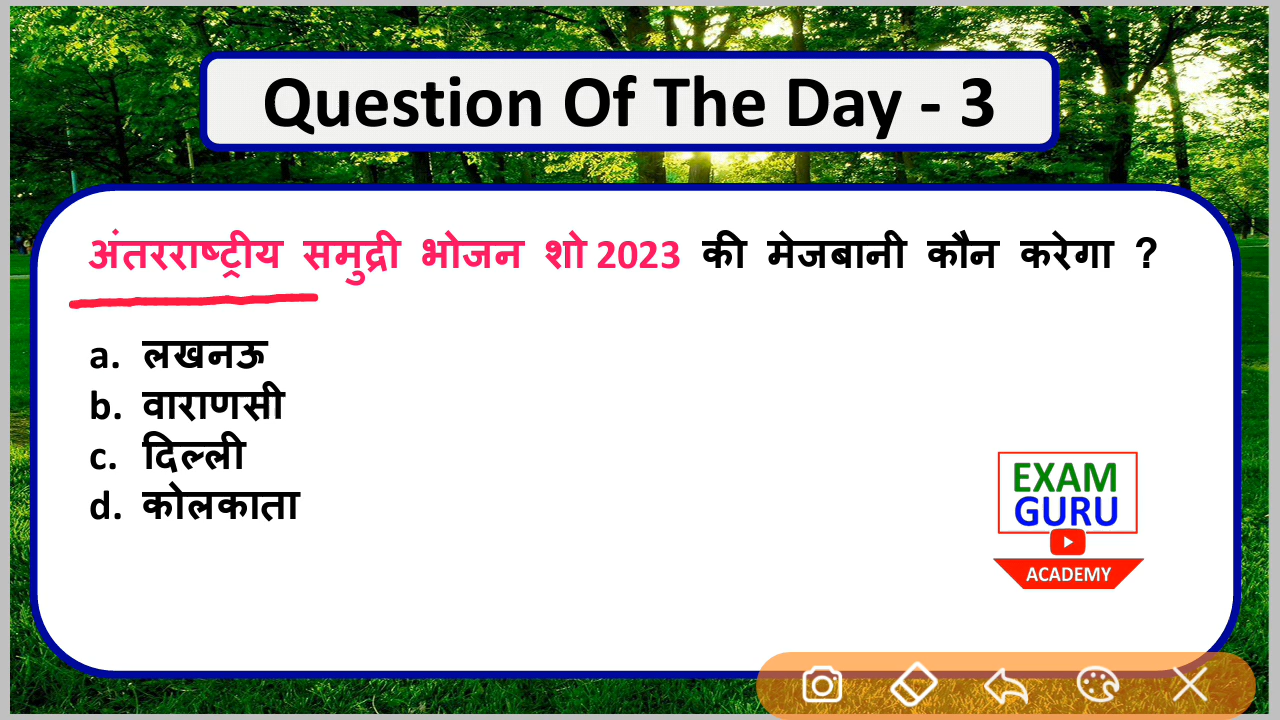 Question Of The Day - 3
अंतरराष्ट्रीय समुद्री भोजन शो 2023 की मेजबानी कौन करेगा ?
a. लखनऊ
b. वाराणसी
c. दिल्ली
d. कोलकाता
EXAM
GURU
ACADEMY